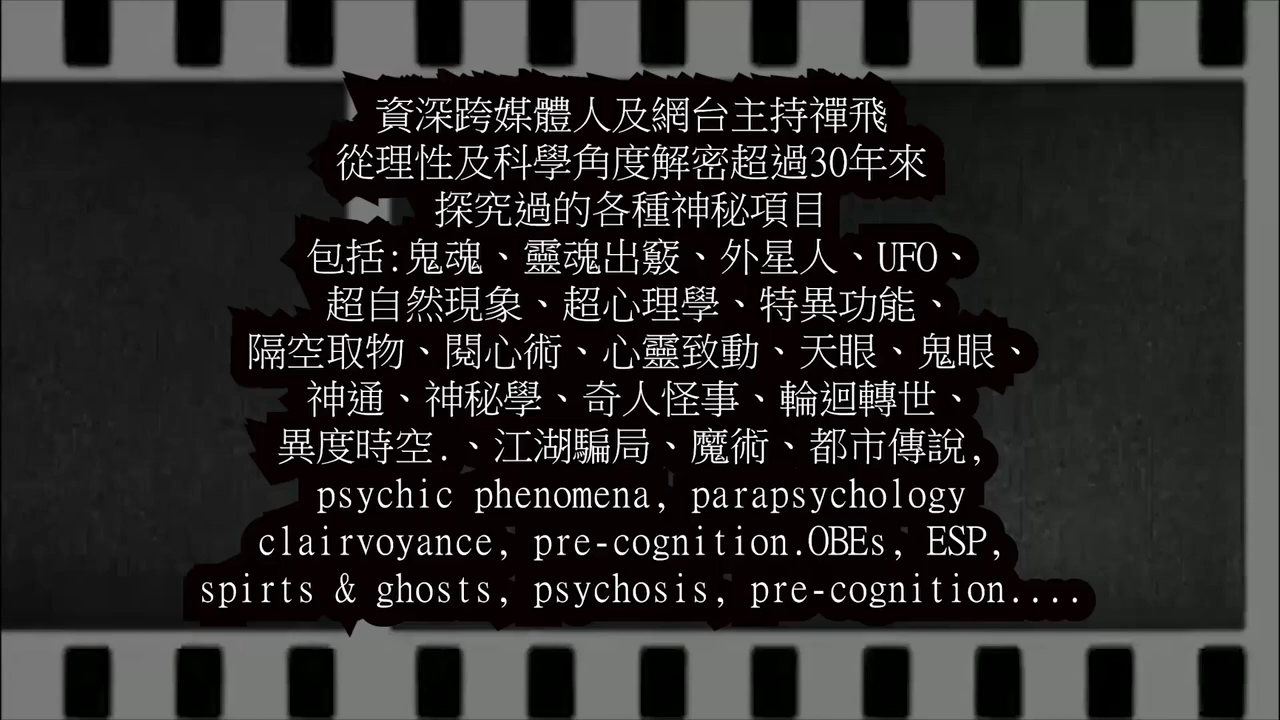 資深跨媒體人及網台主持禪飛
從理性及科學角度解密超過30年來
探究過的各種神秘項目
包括:鬼魂、靈魂出竅、外星人、UFO、
超自然現象、超心理學、特異功能、
隔空取物、閱心術、心靈致動、天眼、鬼眼、
神通、神秘學、奇人怪事、輪迴轉世、
異度時空.、江湖騙局、魔術、都市傳說,
psychic phenomena, parapsychology
clairvoyance, pre-cognition.OBEs, ESP,
spirts & ghosts, psychosis, pre-cognition....